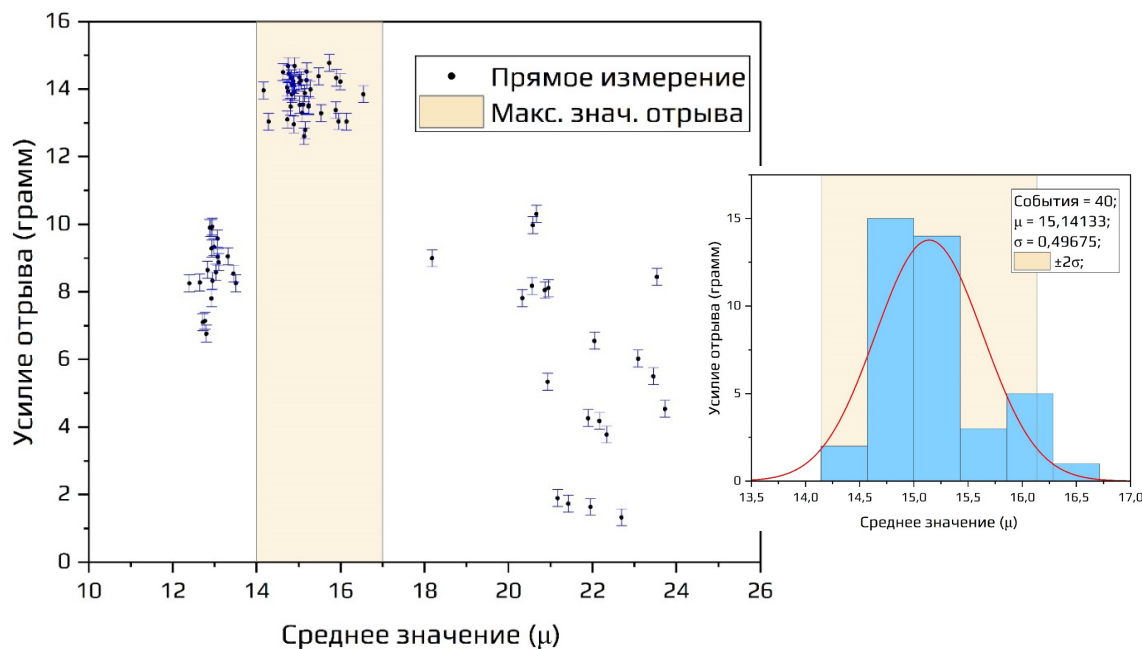 16
14
12
10
8
6
4
2
0
Усилие отрыва (грамм)
Прямое измерение
Макс. знач. отрыва
10 12 14 16 18 20 22 24 26
Среднее значение (μ)
События = 40;
μ = 15,14133;
σ = 0,49675;
±2σ;
15
10
5
0
Усилие отрыва (грамм)
13,5 14,0 14,5 15,0 15,5 16,0 16,5 17,0
Среднее значение (μ)